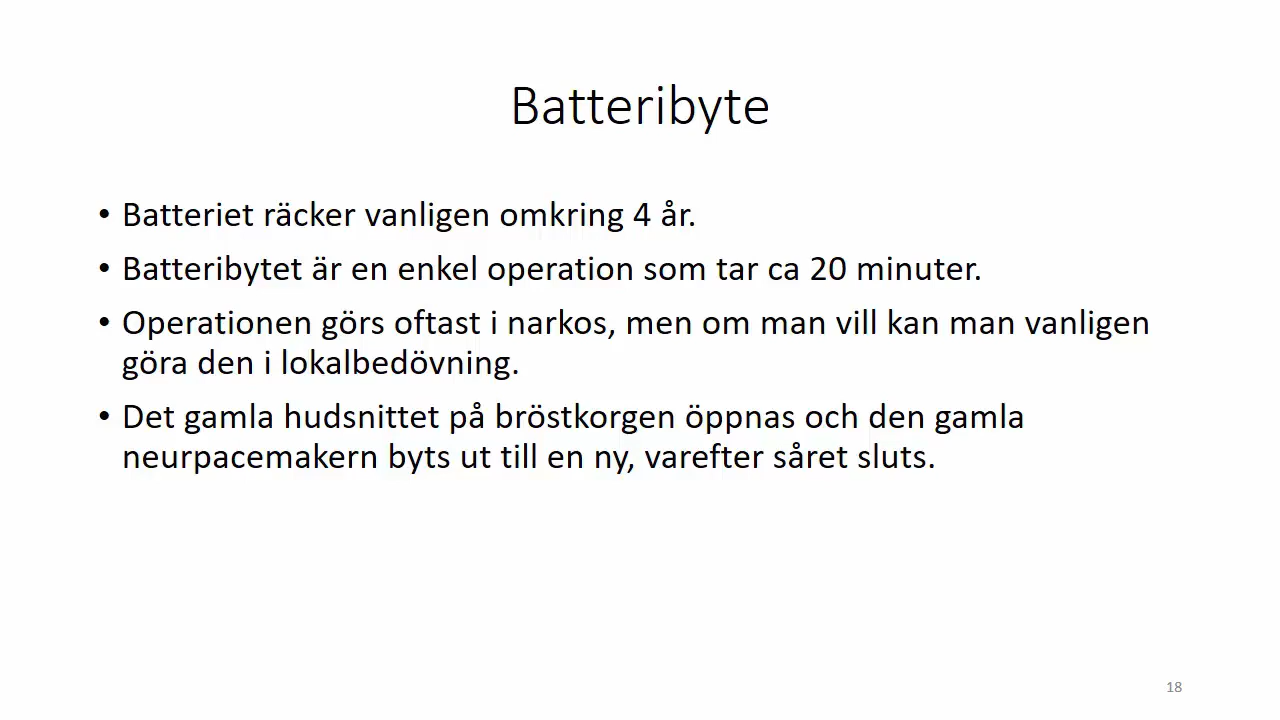 Batteribyte
• Batteriet räcker vanligen omkring 4 år.
• Batteribytet är en enkel operation som tar ca 20 minuter.
• Operationen görs oftast i narkos, men om man vill kan man vanligen
göra den i lokalbedövning.
• Det gamla hudsnittet på bröstkorgen öppnas och den gamla
neurpacemakern byts ut till en ny, varefter såret sluts.
18